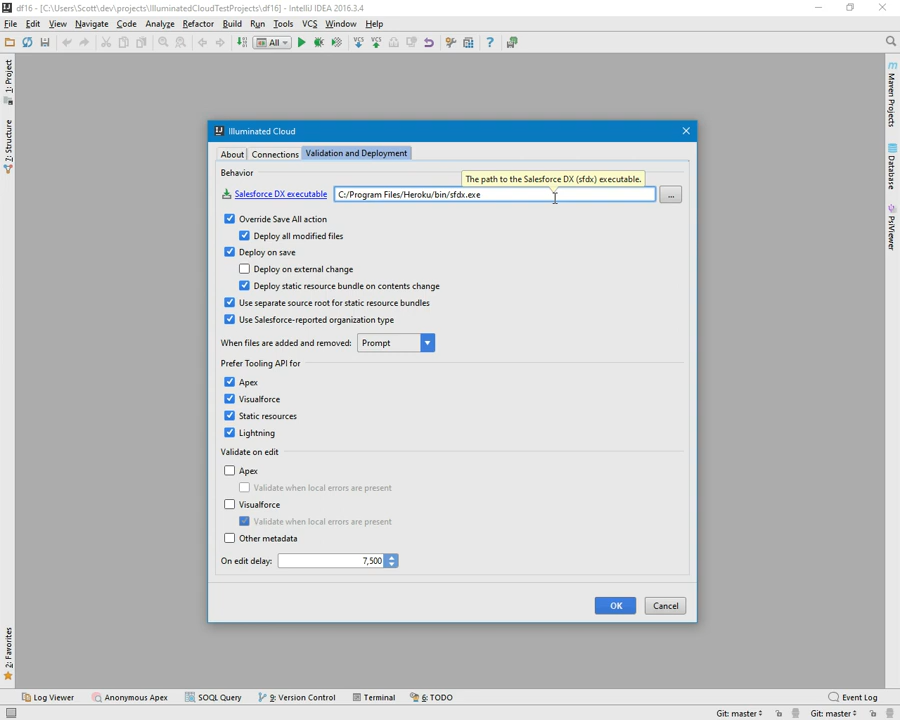 df16 - [C:\Users\Scott\dev\projects\IlluminatedCloudTestProjects\df16] - IntelliJ IDEA 2016.3.4
File Edit View Navigate Code Analyze Refactor Build Run Tools VCS Window Help
All
1: Project
7: Structure
2: Favorites
Maven Projects
Database
PsiViewer
Illuminated Cloud
About Connections Validation and Deployment
Behavior
The path to the Salesforce DX (sfdx) executable.
Salesforce DX executable C:/Program Files/Heroku/bin/sfdx.exe ...
Override Save All action
Deploy all modified files
Deploy on save
Deploy on external change
Deploy static resource bundle on contents change
Use separate source root for static resource bundles
Use Salesforce-reported organization type
When files are added and removed: Prompt
Prefer Tooling API for
Apex
Visualforce
Static resources
Lightning
Validate on edit
Apex
Validate when local errors are present
Visualforce
Validate when local errors are present
Other metadata
On edit delay: 7,500
OK Cancel
Log Viewer Anonymous Apex SOQL Query 9: Version Control Terminal 6: TODO Event Log
Git: master Git: master